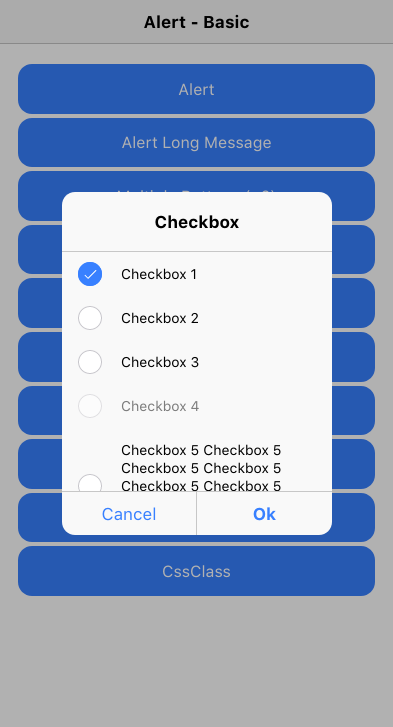 Alert - Basic
Alert
Alert Long Message
Checkbox
Checkbox 1
Checkbox 2
Checkbox 3
Checkbox 4
Checkbox 5 Checkbox 5
Checkbox 5 Checkbox 5
Checkbox 5 Checkbox 5
Cancel
Ok
CssClass